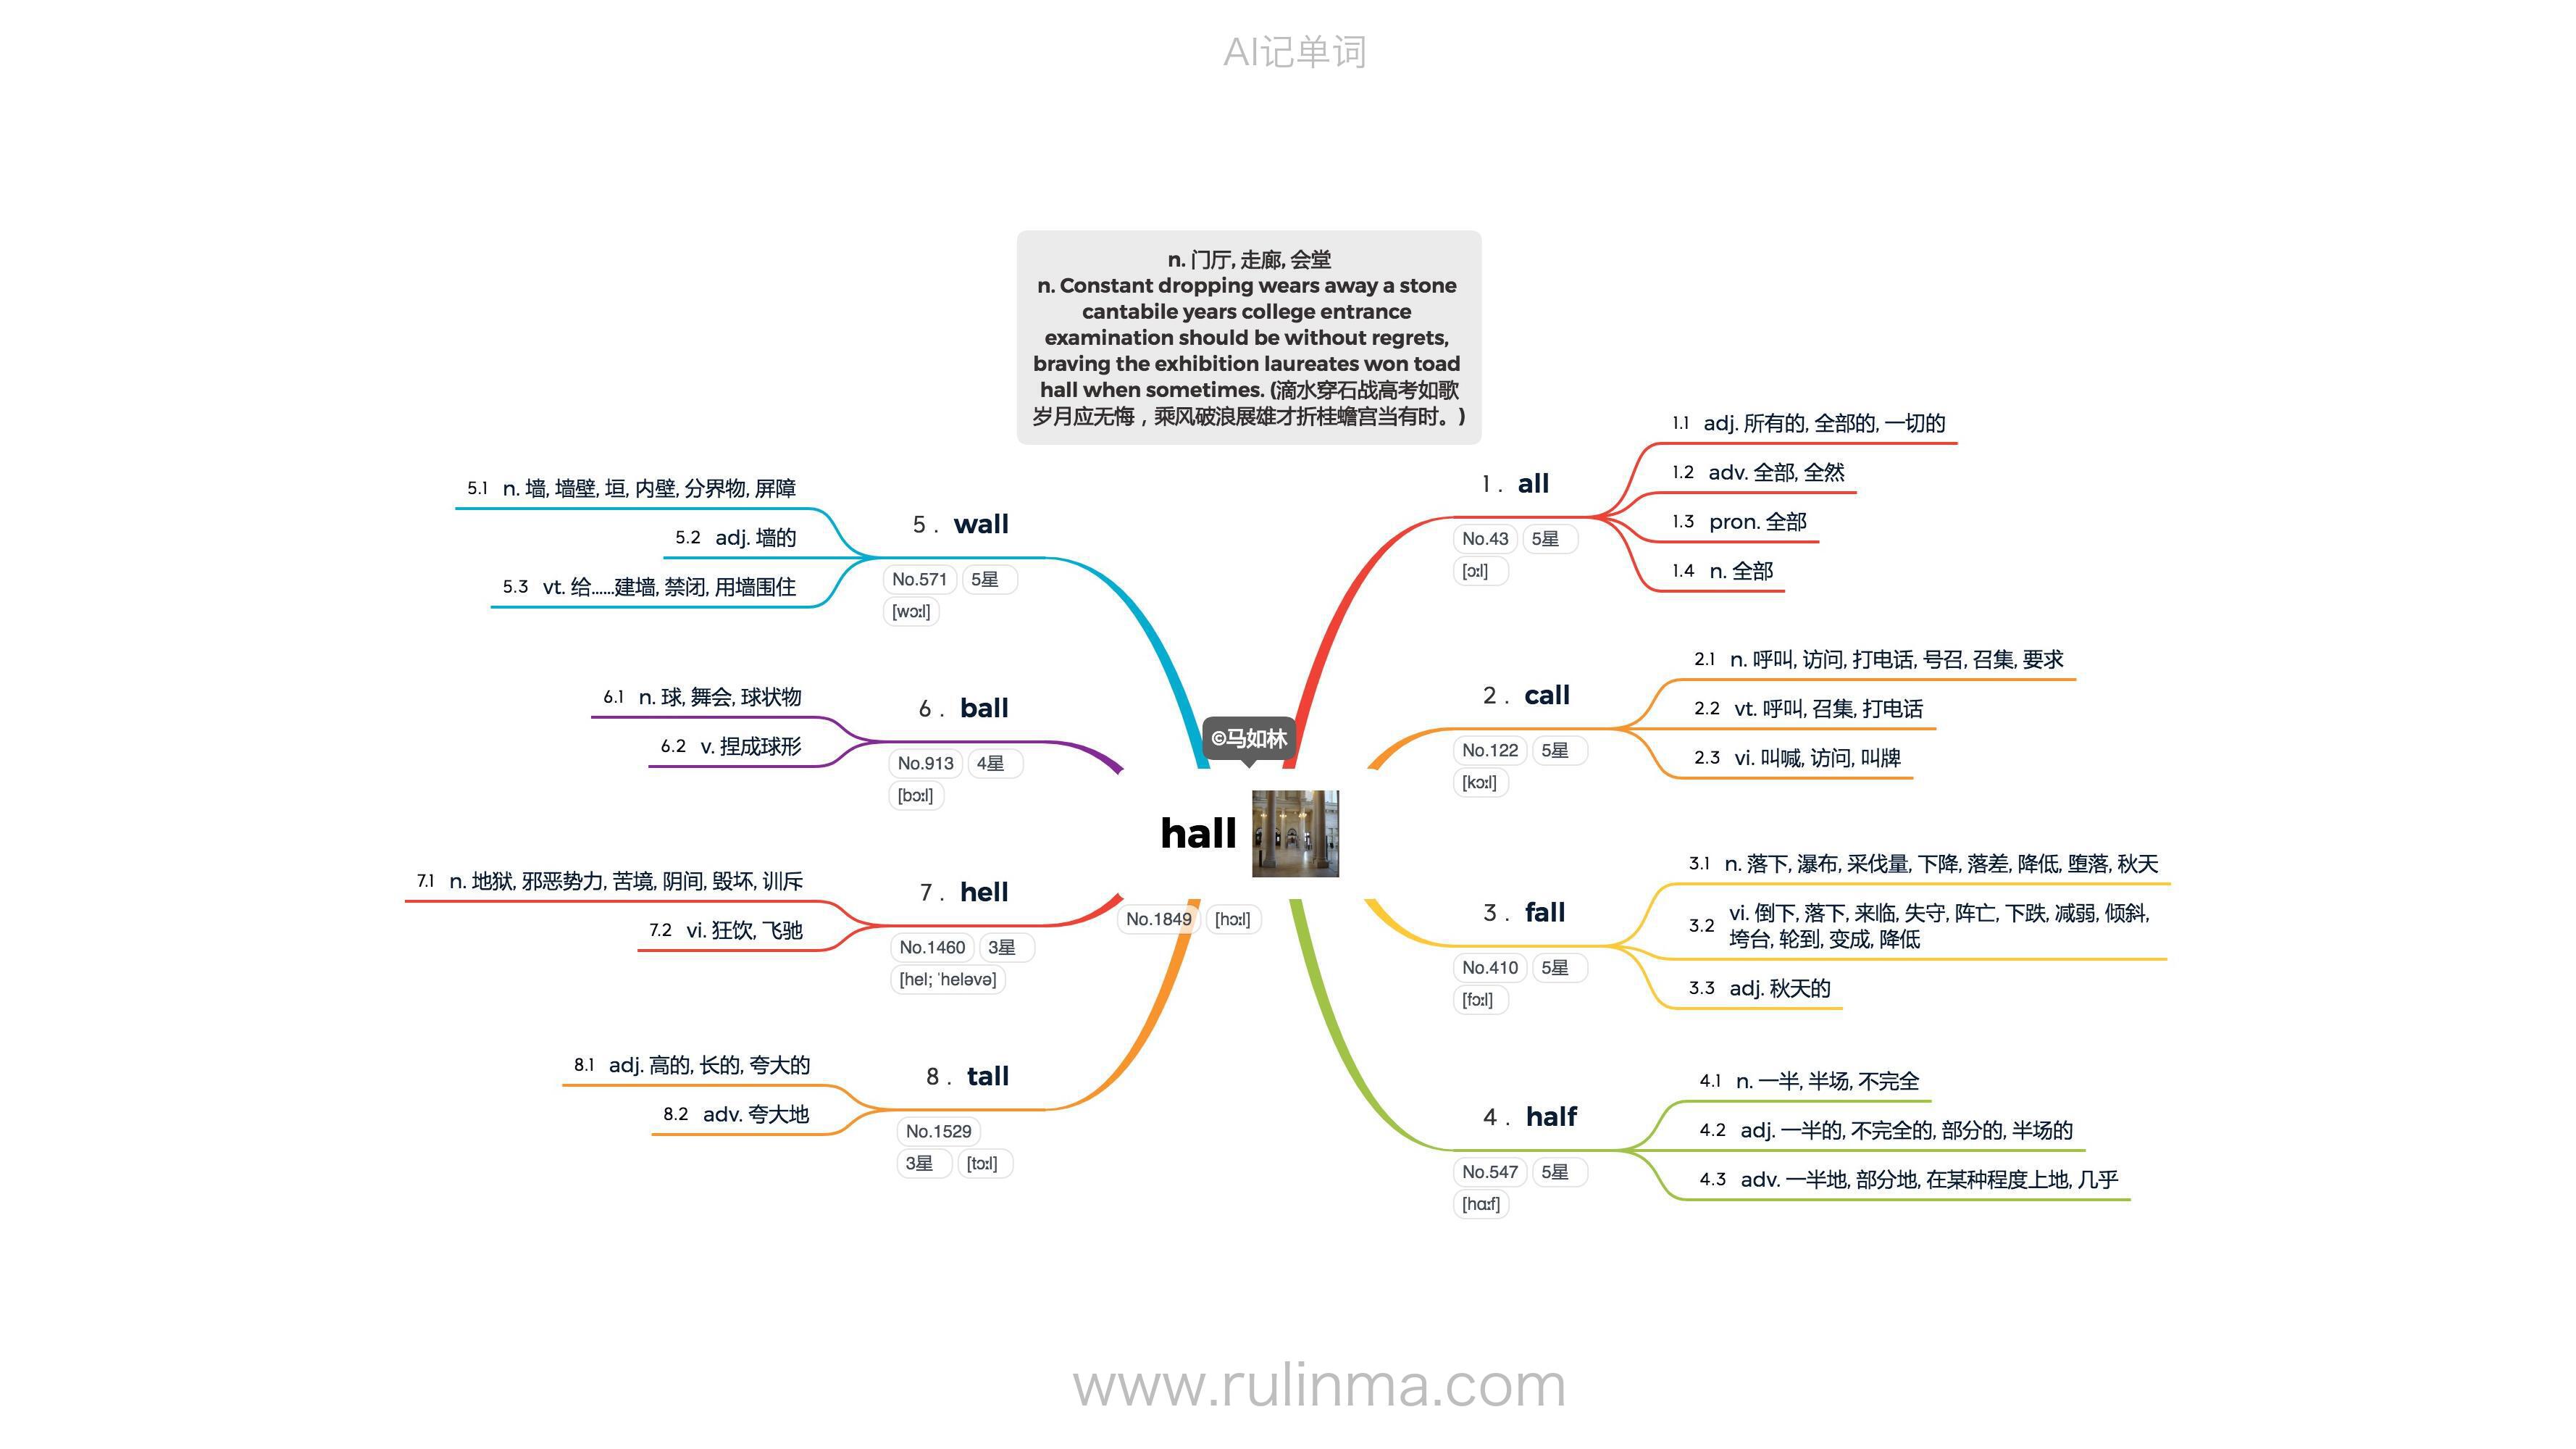 AI记单词
n. 门厅, 走廊, 会堂
n. Constant dropping wears away a stone
cantabile years college entrance
examination should be without regrets,
braving the exhibition laureates won toad
hall when sometimes. (滴水穿石战高考如歌
岁月应无悔，乘风破浪展雄才折桂蟾宫当有时。)
©马如林
hall
No.1849 [hɔːl]
1 . all
No.43 5星
[ɔːl]
1.1 adj. 所有的, 全部的, 一切的
1.2 adv. 全部, 全然
1.3 pron. 全部
1.4 n. 全部
2 . call
No.122 5星
[kɔːl]
2.1 n. 呼叫, 访问, 打电话, 号召, 召集, 要求
2.2 vt. 呼叫, 召集, 打电话
2.3 vi. 叫喊, 访问, 叫牌
3 . fall
No.410 5星
[fɔːl]
3.1 n. 落下, 瀑布, 采伐量, 下降, 落差, 降低, 堕落, 秋天
3.2 vi. 倒下, 落下, 来临, 失守, 阵亡, 下跌, 减弱, 倾斜,
垮台, 轮到, 变成, 降低
3.3 adj. 秋天的
4 . half
No.547 5星
[hɑːf]
4.1 n. 一半, 半场, 不完全
4.2 adj. 一半的, 不完全的, 部分的, 半场的
4.3 adv. 一半地, 部分地, 在某种程度上地, 几乎
5 . wall
No.571 5星
[wɔːl]
5.1 n. 墙, 墙壁, 垣, 内壁, 分界物, 屏障
5.2 adj. 墙的
5.3 vt. 给......建墙, 禁闭, 用墙围住
6 . ball
No.913 4星
[bɔːl]
6.1 n. 球, 舞会, 球状物
6.2 v. 捏成球形
7 . hell
No.1460 3星
[hel; ˈheləvə]
7.1 n. 地狱, 邪恶势力, 苦境, 阴间, 毁坏, 训斥
7.2 vi. 狂饮, 飞驰
8 . tall
No.1529
3星 [tɔːl]
8.1 adj. 高的, 长的, 夸大的
8.2 adv. 夸大地
www.rulinma.com